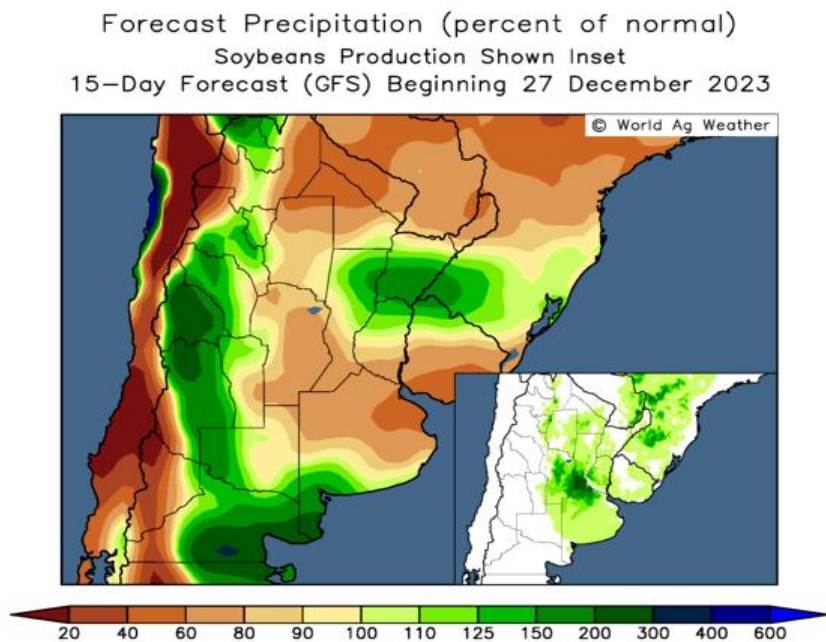 Forecast Precipitation (percent of normal)
Soybeans Production Shown Inset
15-Day Forecast (GFS) Beginning 27 December 2023
© World Ag Weather
20 40 60 80 90 100 110 125 150 200 300 400 600